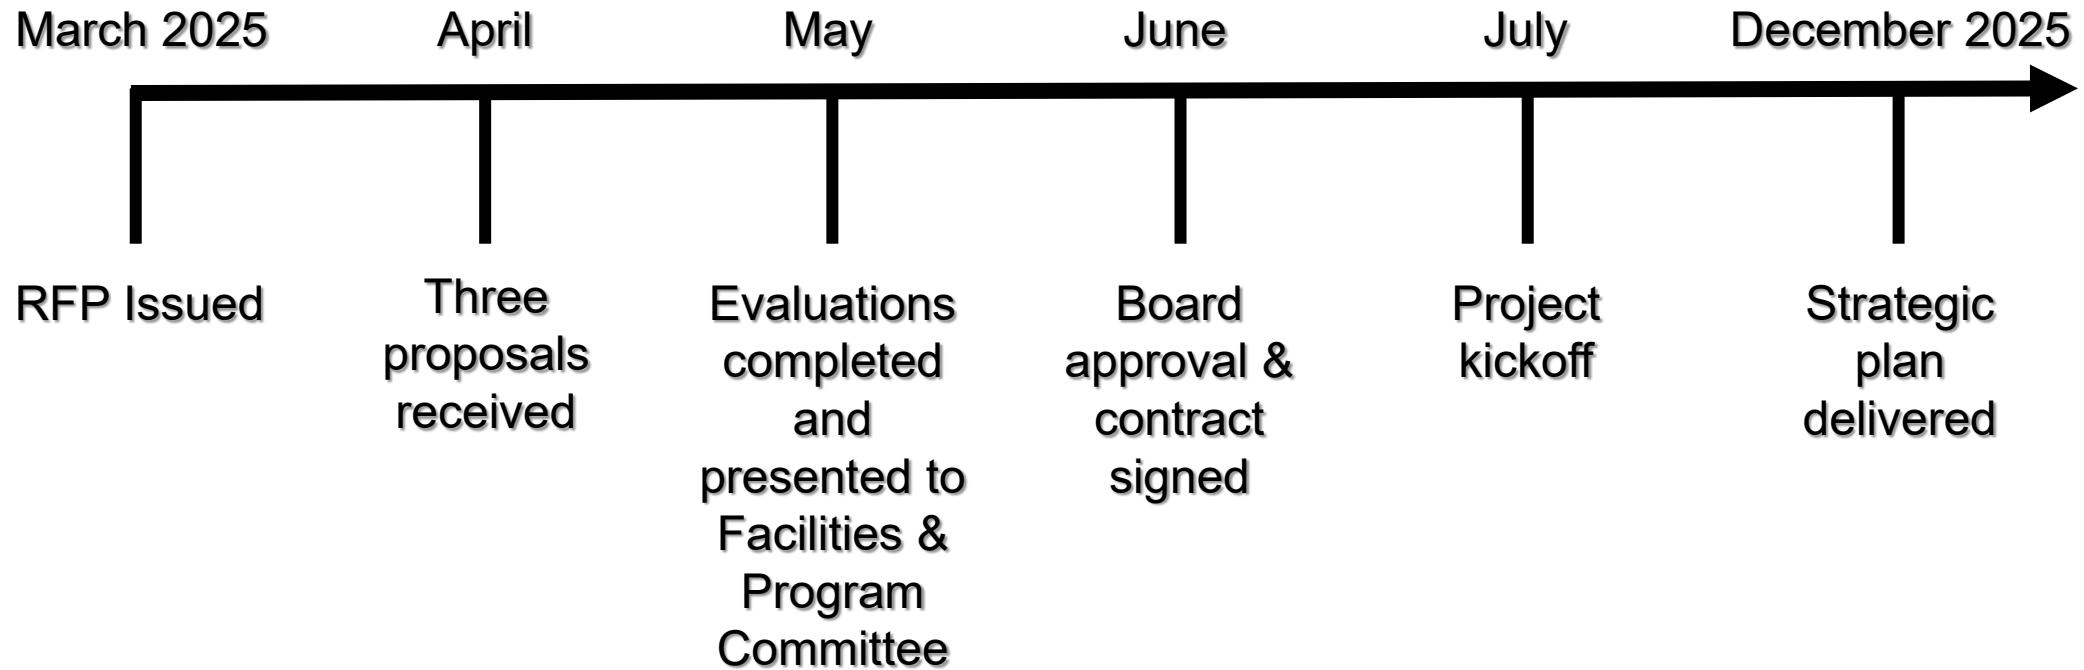 March 2025
April
May
June
July
December 2025
RFP Issued
Three
proposals
received
Evaluations
completed
and
presented to
Facilities &
Program
Committee
Board
approval &
contract
signed
Project
kickoff
Strategic
plan
delivered